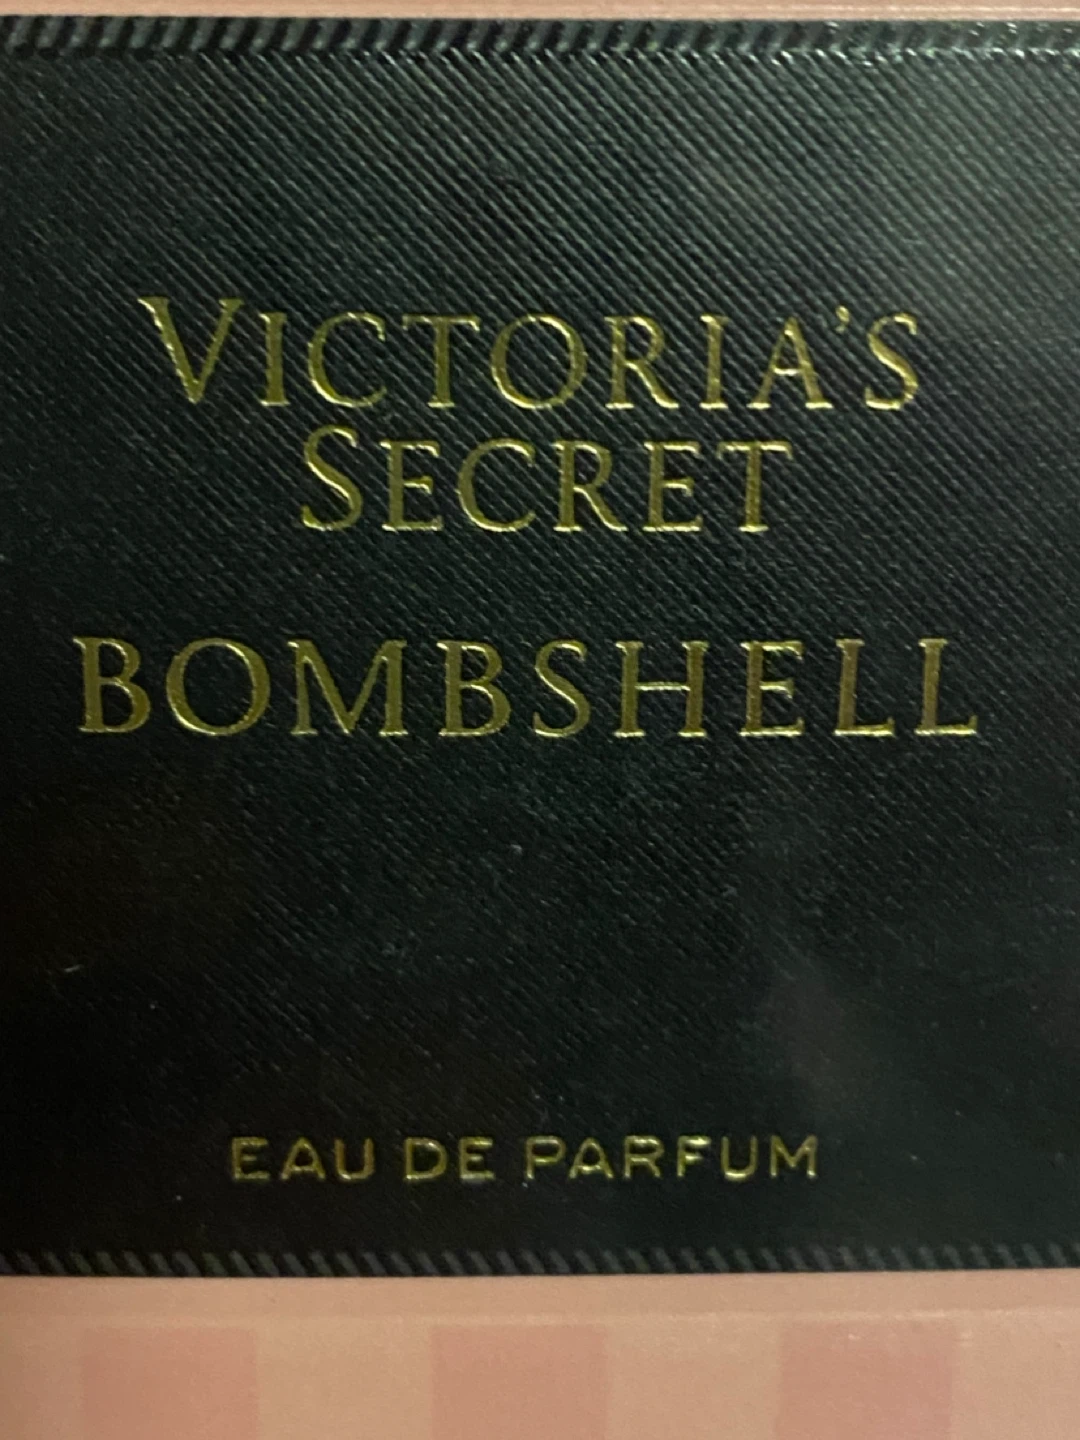 VICTORIA'S
SECRET
BOMBSHELL
EAU DE PARFUM